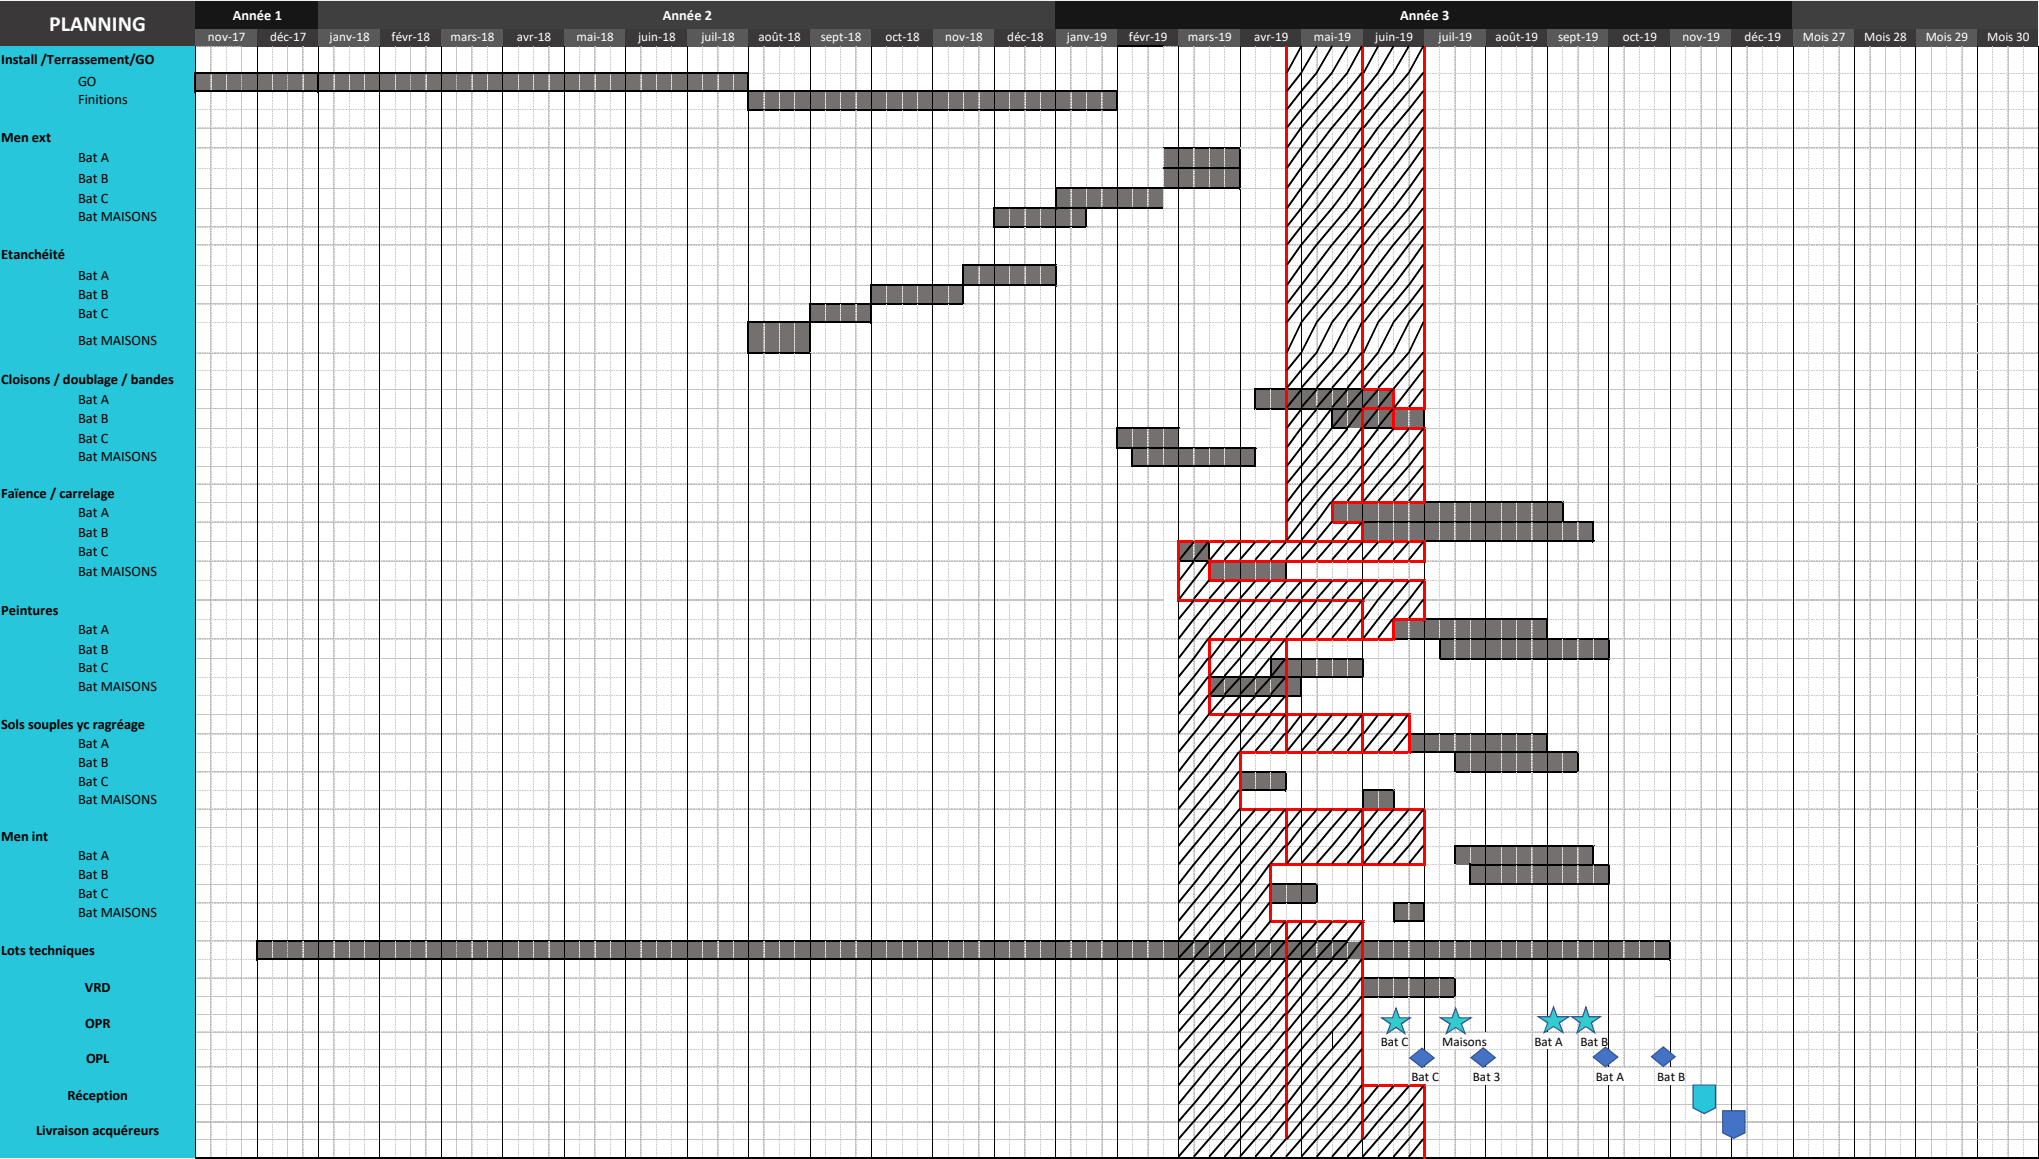 PLANNING
Année 1 Année 2 Année 3
nov-17 déc-17 janv-18 févr-18 mars-18 avr-18 mai-18 juin-18 juil-18 août-18 sept-18 oct-18 nov-18 déc-18 janv-19 févr-19 mars-19 avr-19 mai-19 juin-19 juil-19 août-19 sept-19 oct-19 nov-19 déc-19 Mois 27 Mois 28 Mois 29 Mois 30
Install /Terrassement/GO
GO
Finitions
Men ext
Bat A
Bat B
Bat C
Bat MAISONS
Etanchéité
Bat A
Bat B
Bat C
Bat MAISONS
Cloisons / doublage / bandes
Bat A
Bat B
Bat C
Bat MAISONS
Faïence / carrelage
Bat A
Bat B
Bat C
Bat MAISONS
Peintures
Bat A
Bat B
Bat C
Bat MAISONS
Sols souples yc ragréage
Bat A
Bat B
Bat C
Bat MAISONS
Men int
Bat A
Bat B
Bat C
Bat MAISONS
Lots techniques
VRD
OPR
Bat C Maisons Bat A Bat B
OPL
Bat C Bat 3 Bat A Bat B
Réception
Livraison acquéreurs